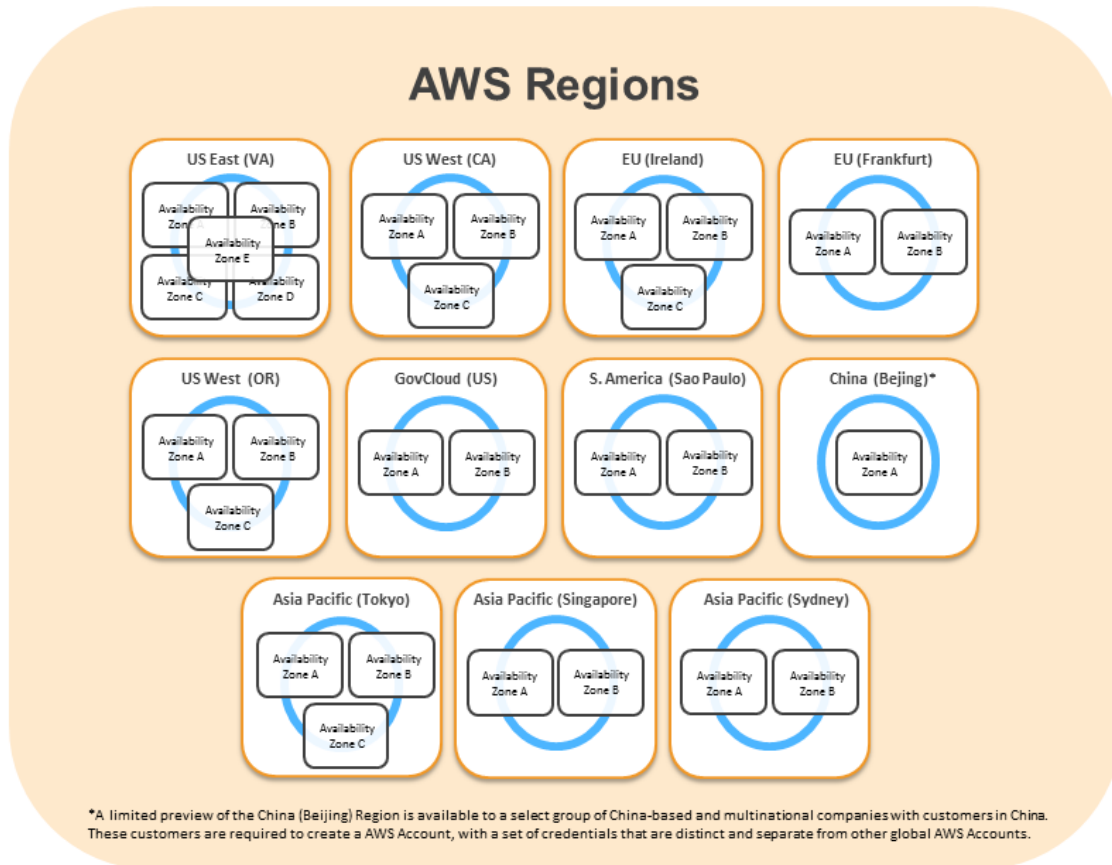 AWS Regions
US East (VA)
Availability
Zone A
Availability
Zone B
Availability
Zone E
Availability
Zone C
Availability
Zone D
US West (CA)
Availability
Zone A
Availability
Zone B
Availability
Zone C
EU (Ireland)
Availability
Zone A
Availability
Zone B
Availability
Zone C
EU (Frankfurt)
Availability
Zone A
Availability
Zone B
US West (OR)
Availability
Zone A
Availability
Zone B
Availability
Zone C
GovCloud (US)
Availability
Zone A
Availability
Zone B
S. America (Sao Paulo)
Availability
Zone A
Availability
Zone B
China (Bejing)*
Availability
Zone A
Asia Pacific (Tokyo)
Availability
Zone A
Availability
Zone B
Availability
Zone C
Asia Pacific (Singapore)
Availability
Zone A
Availability
Zone B
Asia Pacific (Sydney)
Availability
Zone A
Availability
Zone B
*A limited preview of the China (Beijing) Region is available to a select group of China-based and multinational companies with customers in China.
These customers are required to create a AWS Account, with a set of credentials that are distinct and separate from other global AWS Accounts.